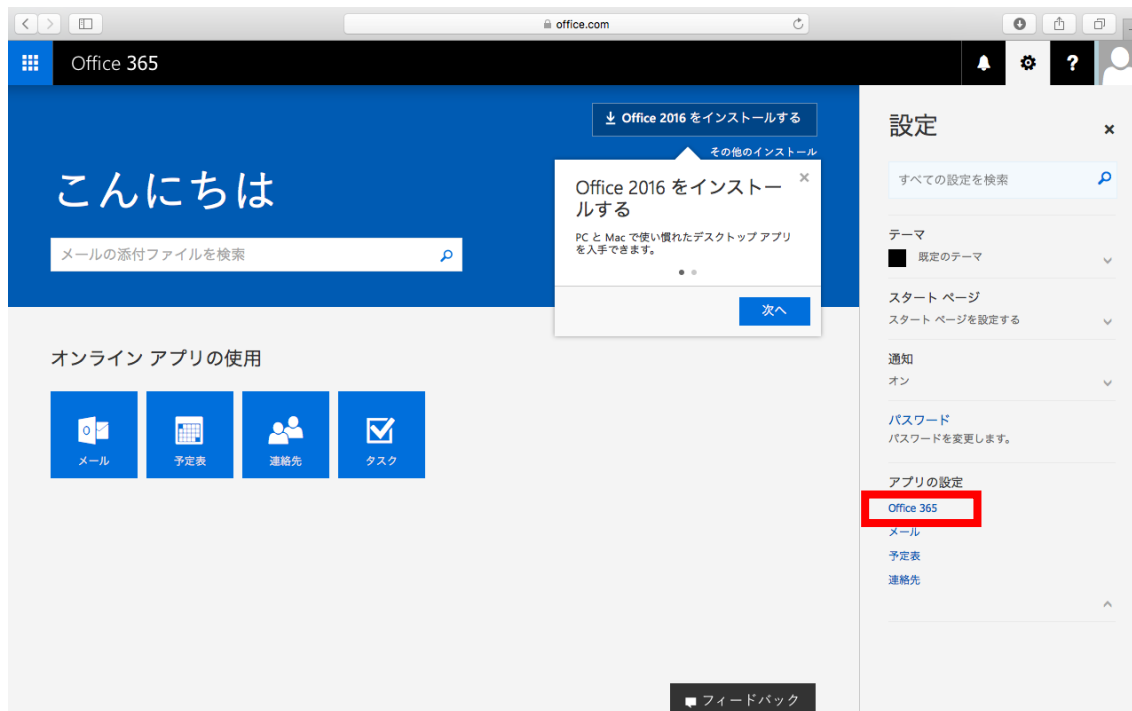 office.com
Office 365
Office 2016 をインストールする
その他のインストール
こんにちは
メールの添付ファイルを検索
Office 2016 をインストー
ルする
PC と Mac で使い慣れたデスクトップ アプリ
を入手できます。
次へ
オンライン アプリの使用
メール
予定表
連絡先
タスク
フィードバック
設定
すべての設定を検索
テーマ
既定のテーマ
スタート ページ
スタート ページを設定する
通知
オン
パスワード
パスワードを変更します。
アプリの設定
Office 365
メール
予定表
連絡先